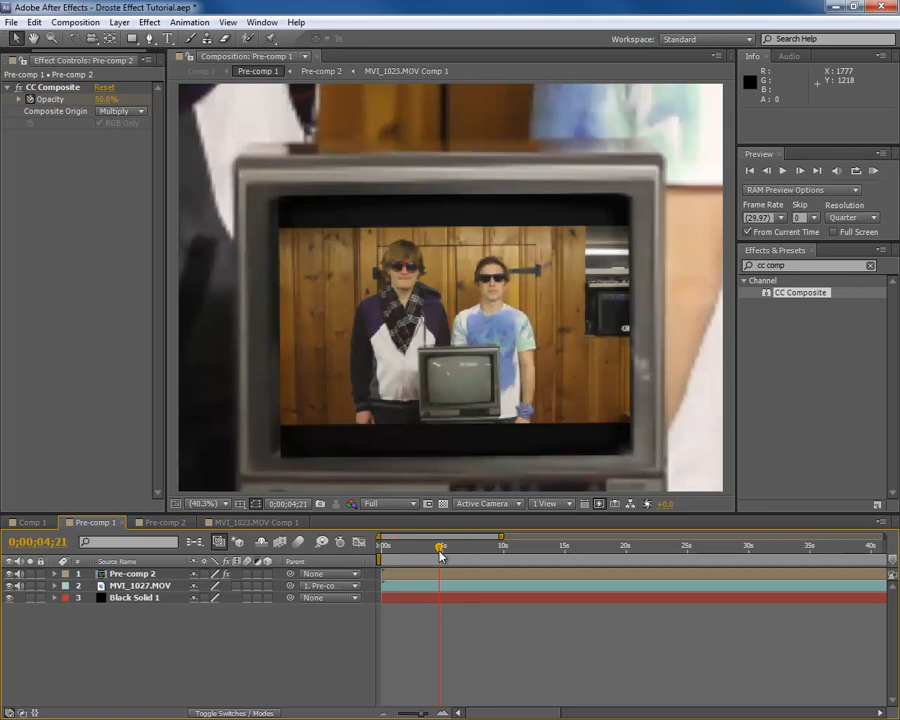 Adobe After Effects - Droste Effect Tutorial.aep *
File Edit Composition Layer Effect Animation View Window Help
Workspace: Standard Search Help
Effect Controls: Pre-comp 2
Pre-comp 1 • Pre-comp 2
fx CC Composite Reset
Opacity 50.0%
Composite Origin Multiply
RGB Only
Composition: Pre-comp 1
Comp 1 Pre-comp 1 Pre-comp 2 MVI_1023.MOV Comp 1
(40.3%) 0;00;04;21 Full Active Camera 1 View +0.0
Info Audio
R: X: 1777
G: Y: 1218
B:
A: 0
Preview
RAM Preview Options
Frame Rate Skip Resolution
(29.97) 0 Quarter
From Current Time Full Screen
Effects & Presets
cc comp
Channel
CC Composite
Comp 1 Pre-comp 1 Pre-comp 2 MVI_1023.MOV Comp 1
0;00;04;21
# Source Name Parent
1 Pre-comp 2 fx None
2 MVI_1027.MOV 1. Pre-co
3 Black Solid 1 None
10s 15s 20s 25s 30s 35s 40s
Toggle Switches / Modes